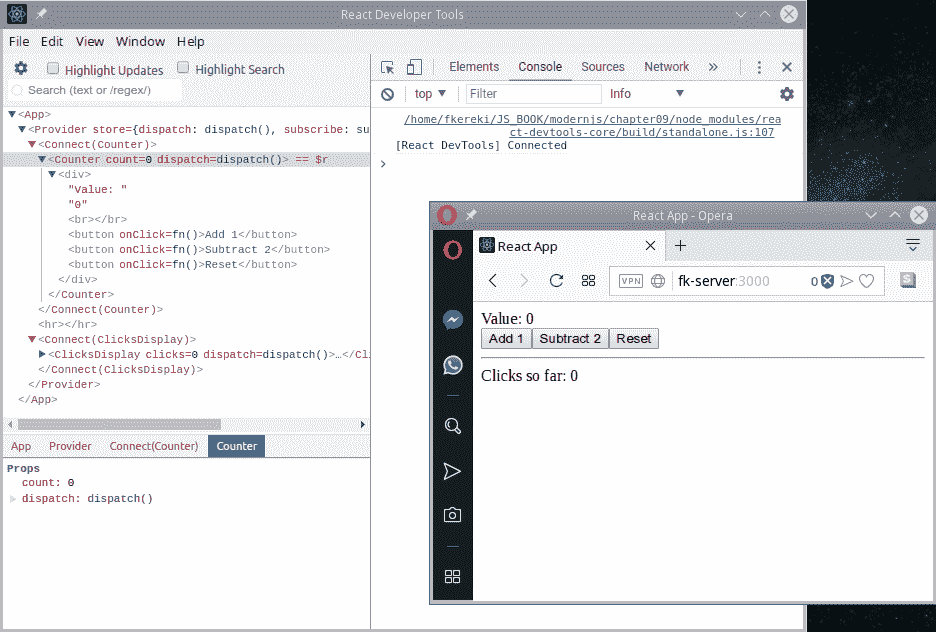 React Developer Tools
File Edit View Window Help
Highlight Updates Highlight Search
Search (text or /regex/)
<App>
<Provider store={dispatch: dispatch(), subscribe: su
<Connect(Counter)>
<Counter count=0 dispatch=dispatch()> == $r
<div>
"Value: "
"0"
<br></br>
<button onClick=fn()>Add 1</button>
<button onClick=fn()>Subtract 2</button>
<button onClick=fn()>Reset</button>
</div>
</Counter>
</Connect(Counter)>
<hr></hr>
<Connect(ClicksDisplay)>
<ClicksDisplay clicks=0 dispatch=dispatch()>…</Cli
</Connect(ClicksDisplay)>
</Provider>
</App>
App Provider Connect(Counter) Counter
Props
count: 0
dispatch: dispatch()
Elements Console Sources Network »
top Filter Info
/home/fkereki/JS_BOOK/modernjs/chapter09/node_modules/rea
ct-devtools-core/build/standalone.js:107
[React DevTools] Connected
>
React App - Opera
React App
VPN fk-server:3000 0
S
Value: 0
Add 1 Subtract 2 Reset
Clicks so far: 0